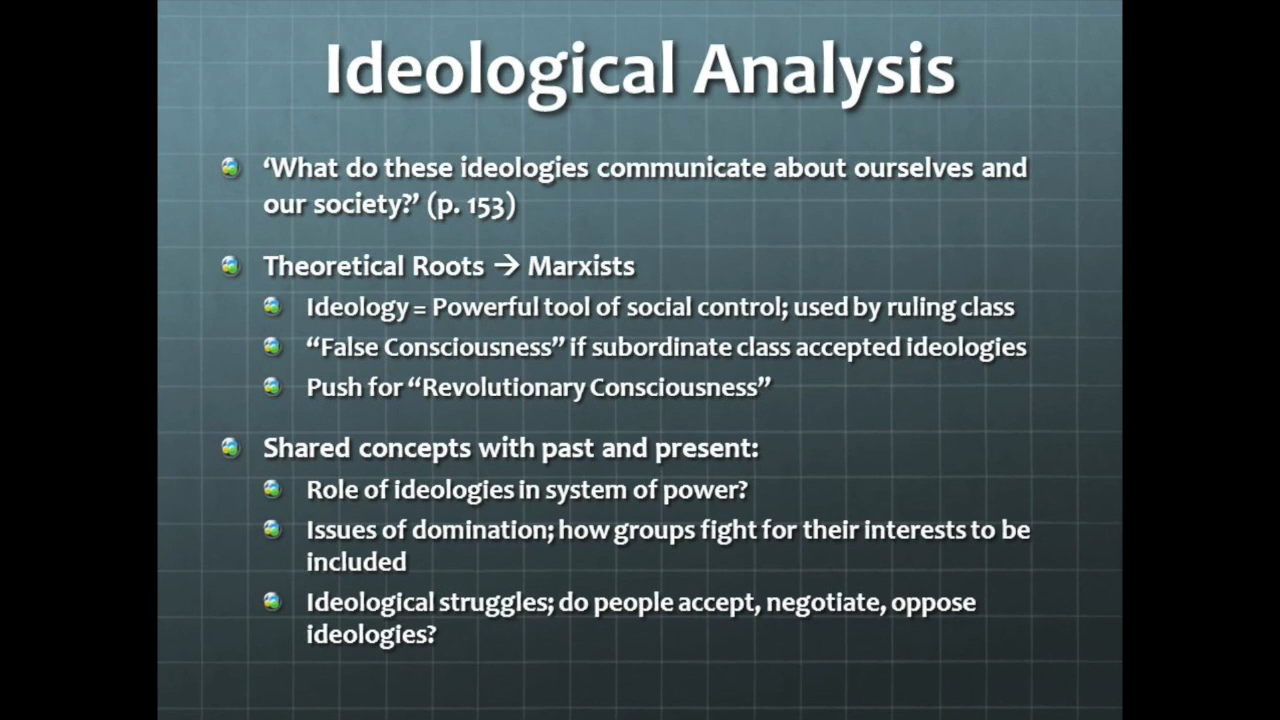 Ideological Analysis
‘What do these ideologies communicate about ourselves and
our society?’ (p. 153)
Theoretical Roots → Marxists
Ideology = Powerful tool of social control; used by ruling class
“False Consciousness” if subordinate class accepted ideologies
Push for “Revolutionary Consciousness”
Shared concepts with past and present:
Role of ideologies in system of power?
Issues of domination; how groups fight for their interests to be
included
Ideological struggles; do people accept, negotiate, oppose
ideologies?